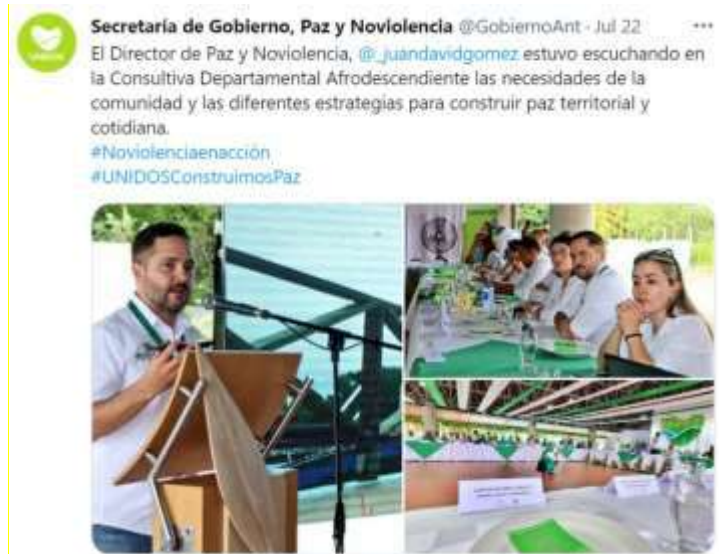 Secretaría de Gobierno, Paz y Noviolencia @GobiernoAnt · Jul 22
El Director de Paz y Noviolencia, @_juandavidgomez estuvo escuchando en
la Consultiva Departamental Afrodescendiente las necesidades de la
comunidad y las diferentes estrategias para construir paz territorial y
cotidiana.
#Noviolenciaenacción
#UNIDOSConstruimosPaz